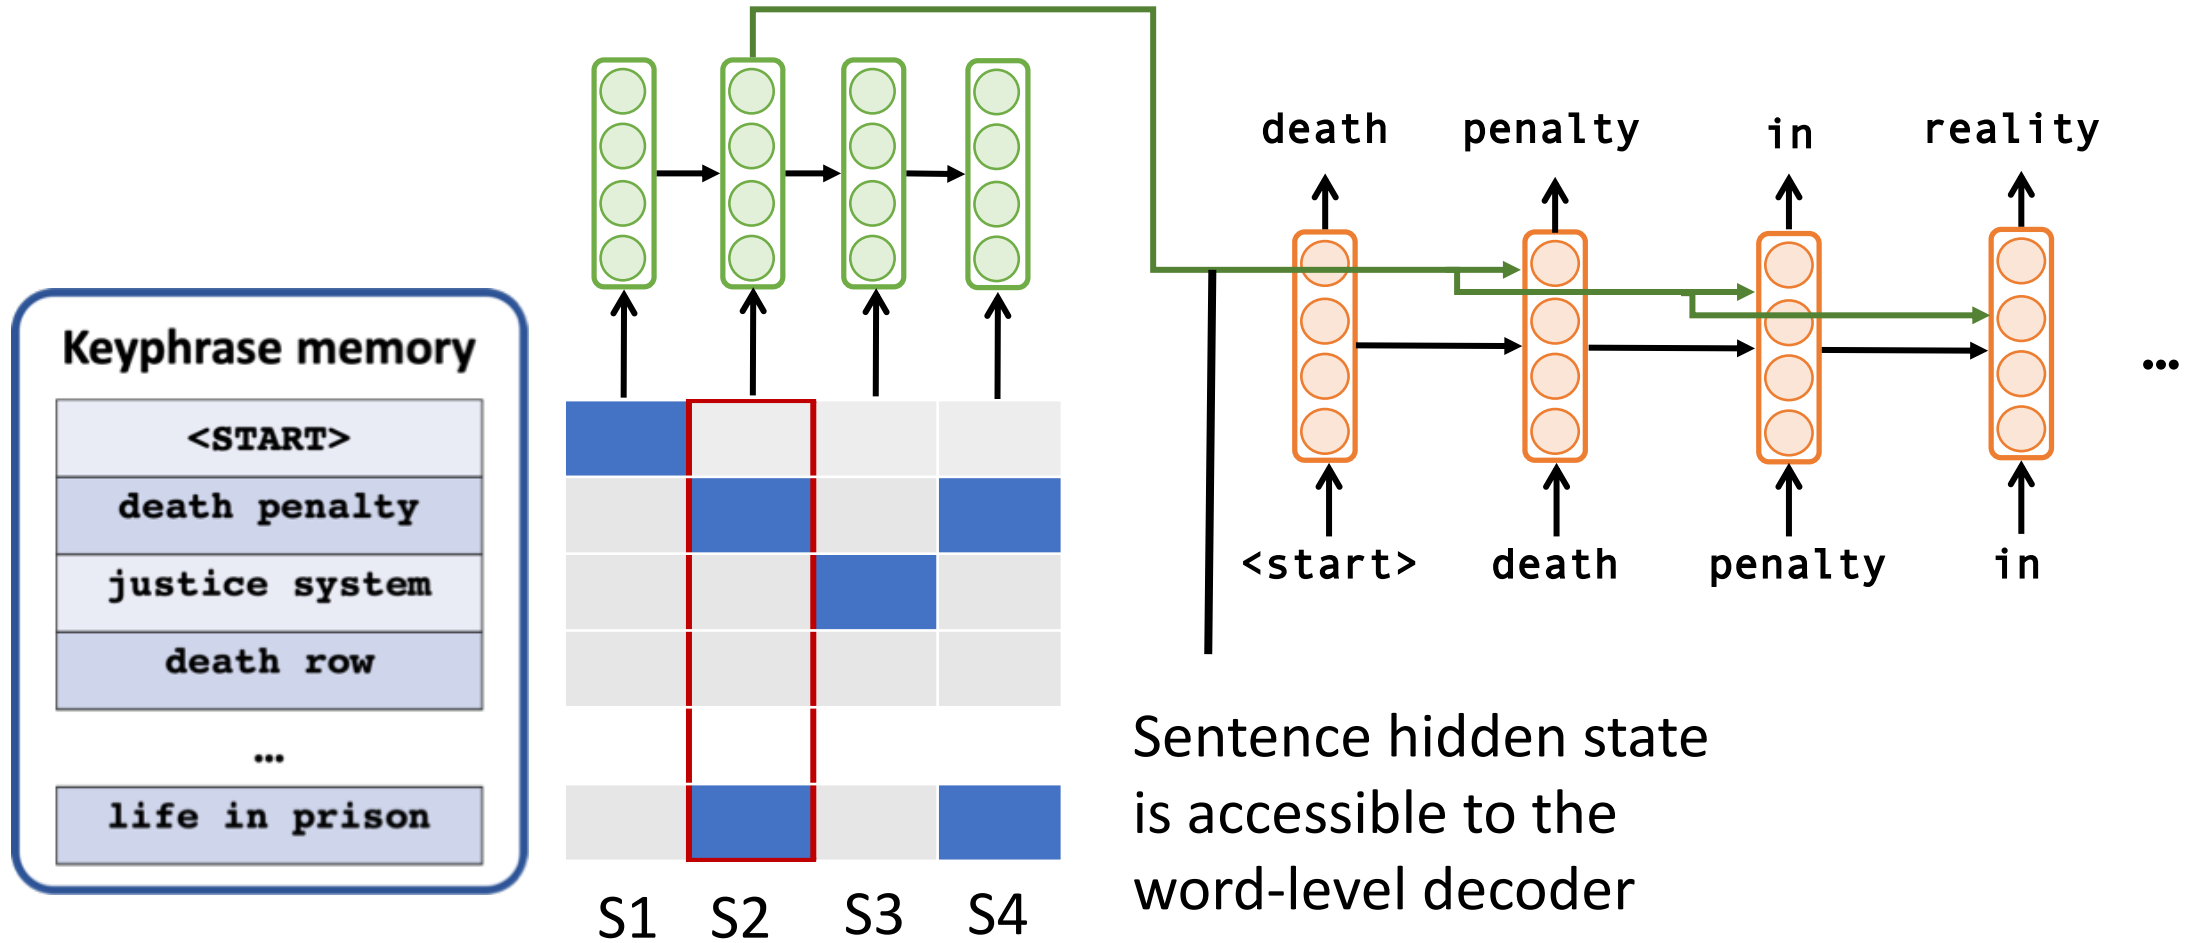 death penalty in reality
Keyphrase memory
<START>
death penalty
justice system
death row
...
life in prison
S1 S2 S3 S4
<start> death penalty in
...
Sentence hidden state
is accessible to the
word-level decoder